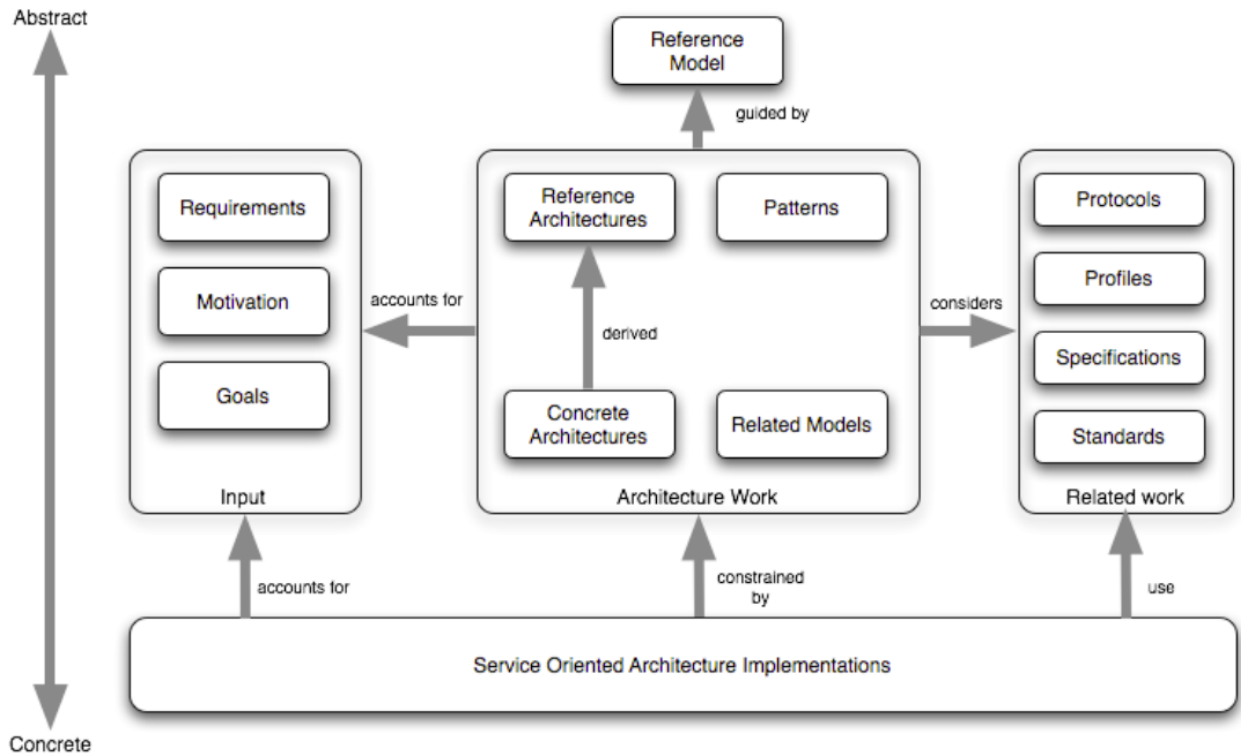 Abstract
Reference
Model
guided by
Requirements
Motivation
Goals
Input
accounts for
Reference
Architectures
Patterns
derived
Concrete
Architectures
Related Models
Architecture Work
considers
Protocols
Profiles
Specifications
Standards
Related work
accounts for
constrained
by
use
Service Oriented Architecture Implementations
Concrete